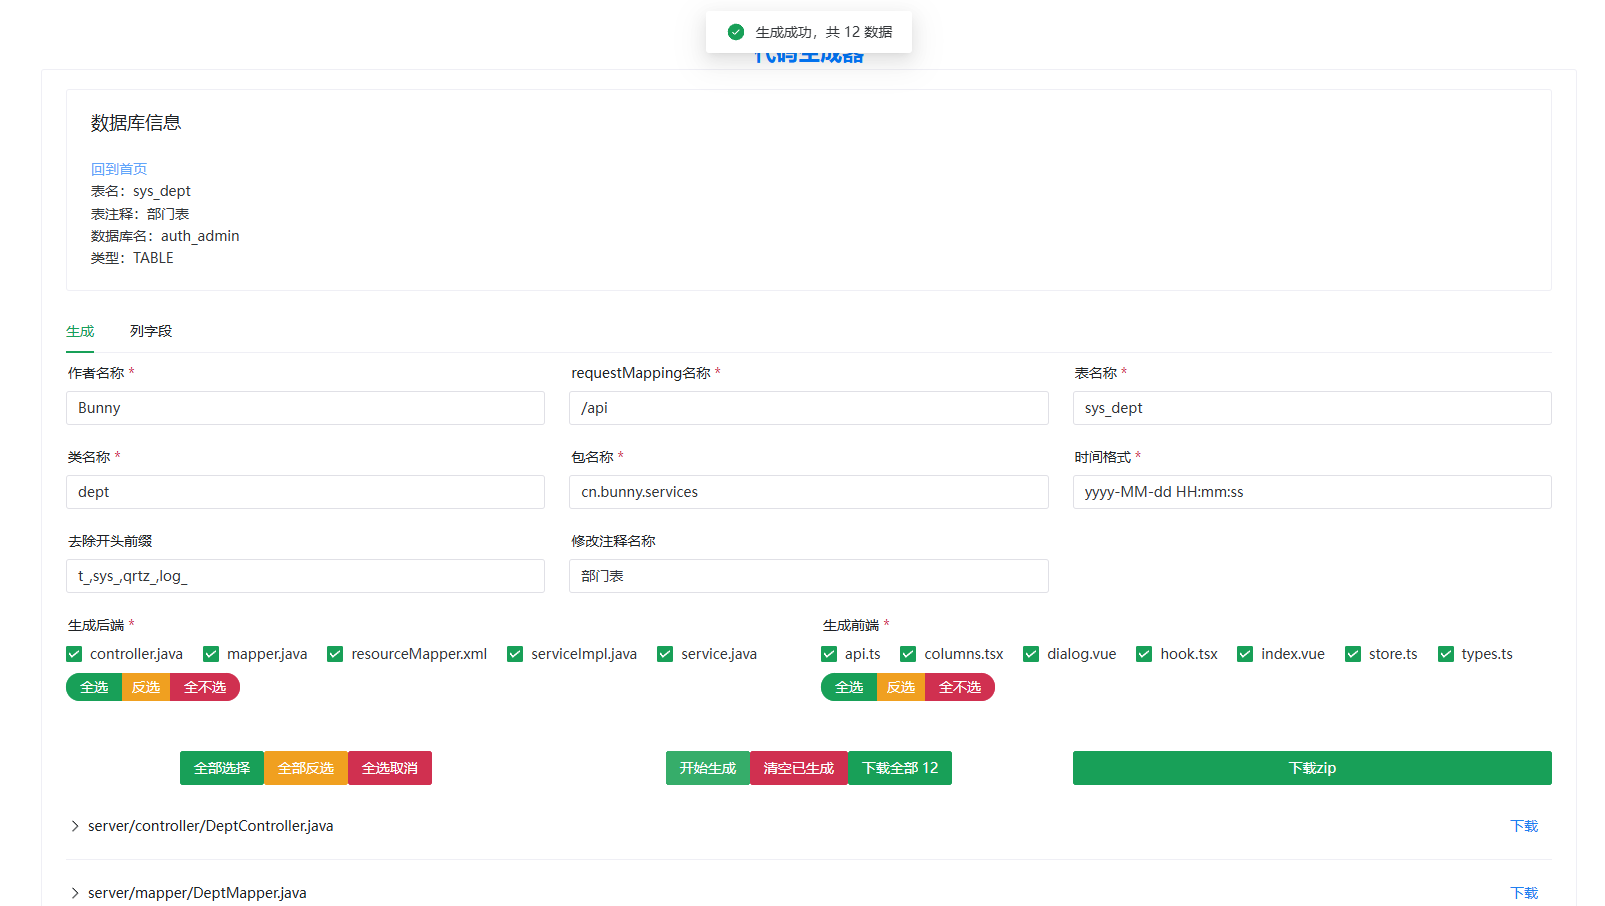 生成成功，共 12 数据
代码生成器
数据库信息
回到首页
表名：sys_dept
表注释：部门表
数据库名：auth_admin
类型：TABLE
生成 列字段
作者名称 * requestMapping名称 * 表名称 *
Bunny /api sys_dept
类名称 * 包名称 * 时间格式 *
dept cn.bunny.services yyyy-MM-dd HH:mm:ss
去除开头前缀 修改注释名称
t_,sys_,qrtz_,log_ 部门表
生成后端 * 生成前端 *
controller.java mapper.java resourceMapper.xml serviceImpl.java service.java api.ts columns.tsx dialog.vue hook.tsx index.vue store.ts types.ts
全选 反选 全不选 全选 反选 全不选
全部选择 全部反选 全选取消 开始生成 清空已生成 下载全部 12 下载zip
server/controller/DeptController.java 下载
server/mapper/DeptMapper.java 下载